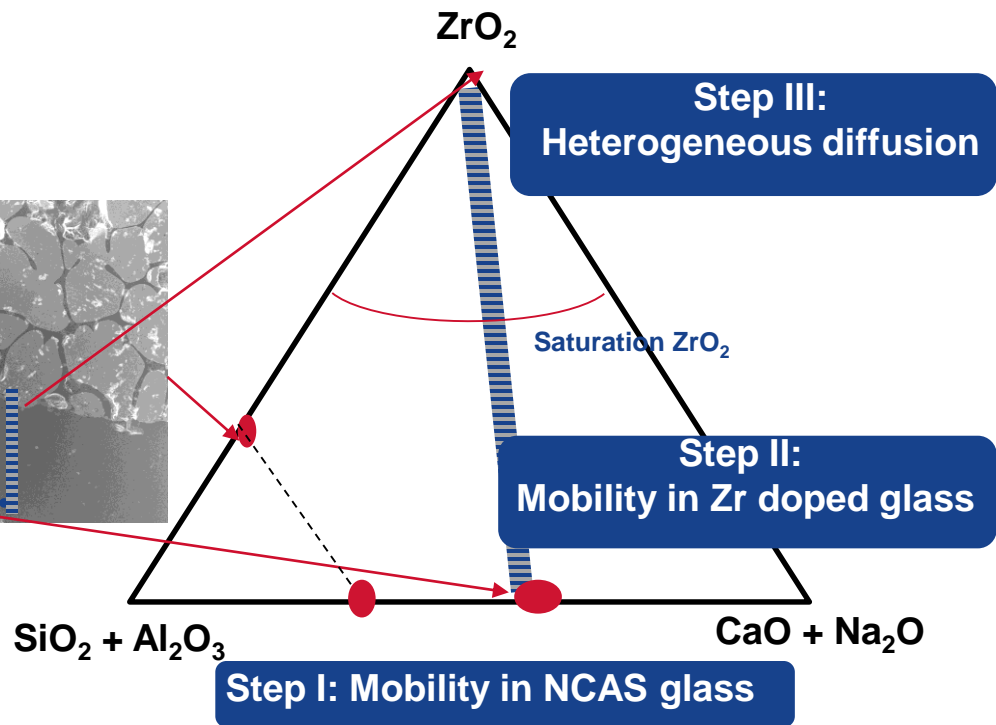 ZrO₂
Step III:
Heterogeneous diffusion
Saturation ZrO₂
Step II:
Mobility in Zr doped glass
SiO₂ + Al₂O₃
CaO + Na₂O
Step I: Mobility in NCAS glass